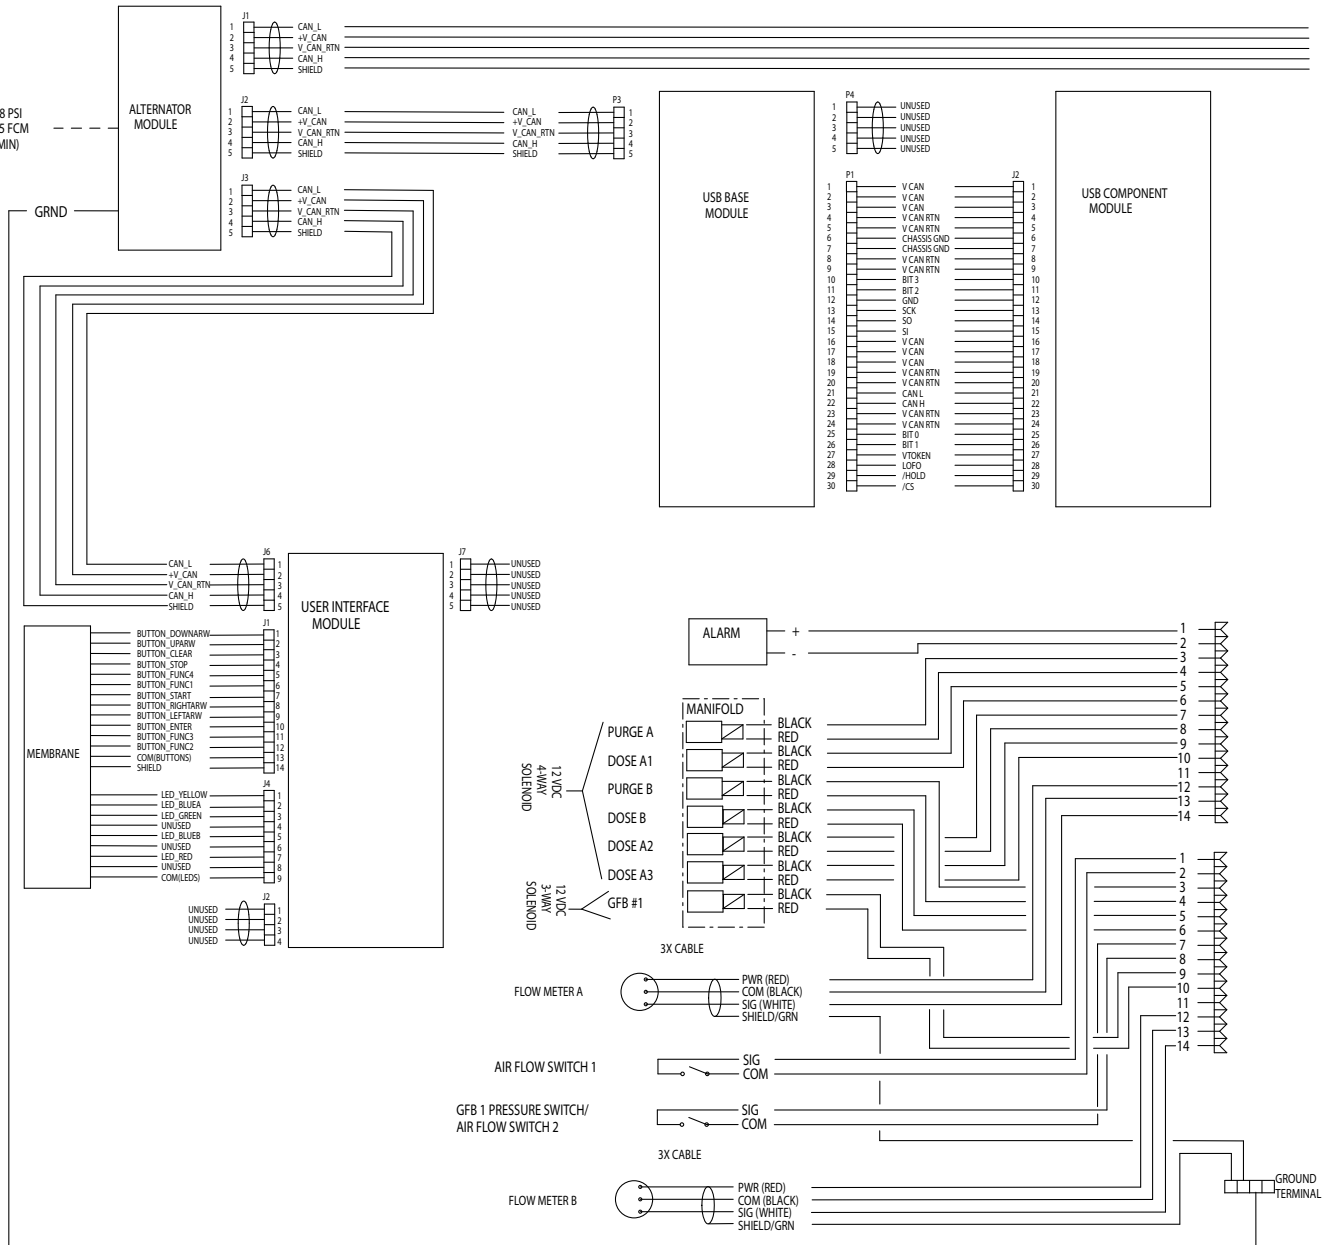 J1
1 CAN_L
2 +V_CAN
3 V_CAN_RTN
4 CAN_H
5 SHIELD
ALTERNATOR
MODULE
8 PSI
5 FCM
MIN)
GRND
J2
1 CAN_L
2 +V_CAN
3 V_CAN_RTN
4 CAN_H
5 SHIELD
P3
CAN_L 1
+V_CAN 2
V_CAN_RTN 3
CAN_H 4
SHIELD 5
J3
1 CAN_L
2 +V_CAN
3 V_CAN_RTN
4 CAN_H
5 SHIELD
USB BASE
MODULE
P4
1 UNUSED
2 UNUSED
3 UNUSED
4 UNUSED
5 UNUSED
USB COMPONENT
MODULE
P1 J2
1 V CAN 1
2 V CAN 2
3 V CAN 3
4 V CAN RTN 4
5 V CAN RTN 5
6 CHASSIS GND 6
7 CHASSIS GND 7
8 V CAN RTN 8
9 V CAN RTN 9
10 BIT 3 10
11 BIT 2 11
12 GND 12
13 SCK 13
14 SO 14
15 SI 15
16 V CAN 16
17 V CAN 17
18 V CAN 18
19 V CAN RTN 19
20 V CAN RTN 20
21 CAN L 21
22 CAN H 22
23 V CAN RTN 23
24 V CAN RTN 24
25 BIT 0 25
26 BIT 1 26
27 VTOKEN 27
28 LOFO 28
29 /HOLD 29
30 /CS 30
J6
CAN_L 1
+V_CAN 2
V_CAN_RTN 3
CAN_H 4
SHIELD 5
USER INTERFACE
MODULE
J7
1 UNUSED
2 UNUSED
3 UNUSED
4 UNUSED
5 UNUSED
MEMBRANE
J1
BUTTON_DOWNARW 1
BUTTON_UPARW 2
BUTTON_CLEAR 3
BUTTON_STOP 4
BUTTON_FUNC4 5
BUTTON_FUNC1 6
BUTTON_START 7
BUTTON_RIGHTARW 8
BUTTON_LEFTARW 9
BUTTON_ENTER 10
BUTTON_FUNC3 11
BUTTON_FUNC2 12
COM(BUTTONS) 13
SHIELD 14
J4
LED_YELLOW 1
LED_BLUEA 2
LED_GREEN 3
UNUSED 4
LED_BLUEB 5
UNUSED 6
LED_RED 7
UNUSED 8
COM(LEDS) 9
J2
UNUSED 1
UNUSED 2
UNUSED 3
UNUSED 4
ALARM
+
-
MANIFOLD
12 VDC
4-WAY
SOLENOID
PURGE A BLACK
RED
DOSE A1 BLACK
RED
PURGE B BLACK
RED
DOSE B BLACK
RED
DOSE A2 BLACK
RED
DOSE A3 BLACK
RED
12 VDC
3-WAY
SOLENOID
GFB #1 BLACK
RED
1
2
3
4
5
6
7
8
9
10
11
12
13
14
1
2
3
4
5
6
7
8
9
10
11
12
13
14
3X CABLE
FLOW METER A
PWR (RED)
COM (BLACK)
SIG (WHITE)
SHIELD/GRN
AIR FLOW SWITCH 1
SIG
COM
GFB 1 PRESSURE SWITCH/
AIR FLOW SWITCH 2
SIG
COM
3X CABLE
FLOW METER B
PWR (RED)
COM (BLACK)
SIG (WHITE)
SHIELD/GRN
GROUND
TERMINAL